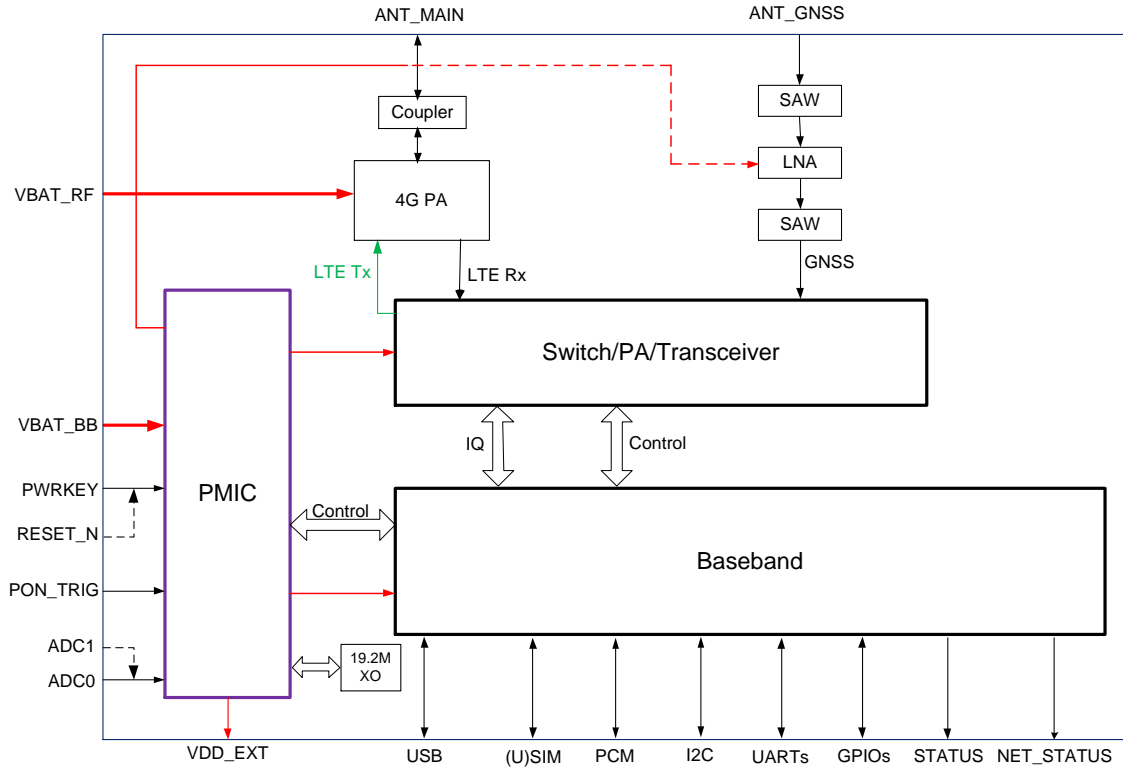 ANT_MAIN
ANT_GNSS
Coupler
SAW
LNA
SAW
VBAT_RF
4G PA
GNSS
LTE Tx
LTE Rx
Switch/PA/Transceiver
VBAT_BB
IQ
Control
PWRKEY
PMIC
RESET_N
Control
Baseband
PON_TRIG
ADC1
ADC0
19.2M
XO
VDD_EXT
USB
(U)SIM
PCM
I2C
UARTs
GPIOs
STATUS
NET_STATUS